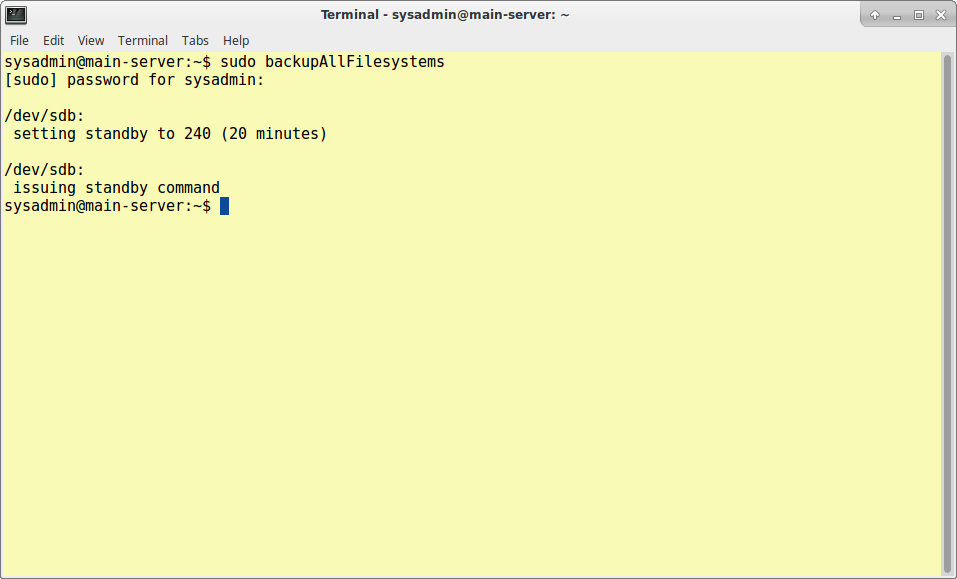 Terminal - sysadmin@main-server: ~
File Edit View Terminal Tabs Help
sysadmin@main-server:~$ sudo backupAllFilesystems
[sudo] password for sysadmin:
/dev/sdb:
 setting standby to 240 (20 minutes)
/dev/sdb:
 issuing standby command
sysadmin@main-server:~$